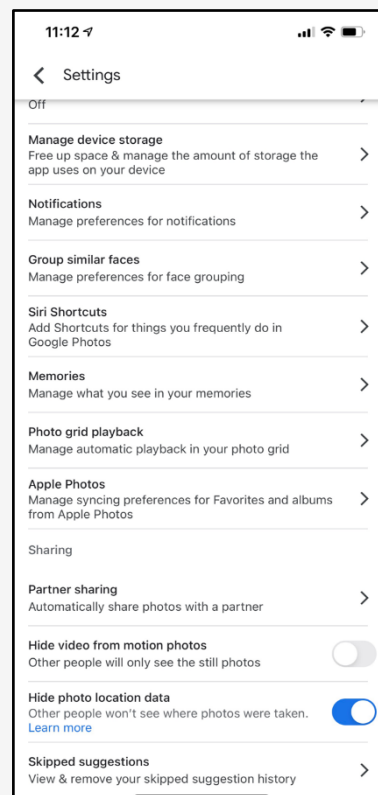 11:12
Settings
Off
Manage device storage
Free up space & manage the amount of storage the
app uses on your device
Notifications
Manage preferences for notifications
Group similar faces
Manage preferences for face grouping
Siri Shortcuts
Add Shortcuts for things you frequently do in
Google Photos
Memories
Manage what you see in your memories
Photo grid playback
Manage automatic playback in your photo grid
Apple Photos
Manage syncing preferences for Favorites and albums
from Apple Photos
Sharing
Partner sharing
Automatically share photos with a partner
Hide video from motion photos
Other people will only see the still photos
Hide photo location data
Other people won't see where photos were taken.
Learn more
Skipped suggestions
View & remove your skipped suggestion history